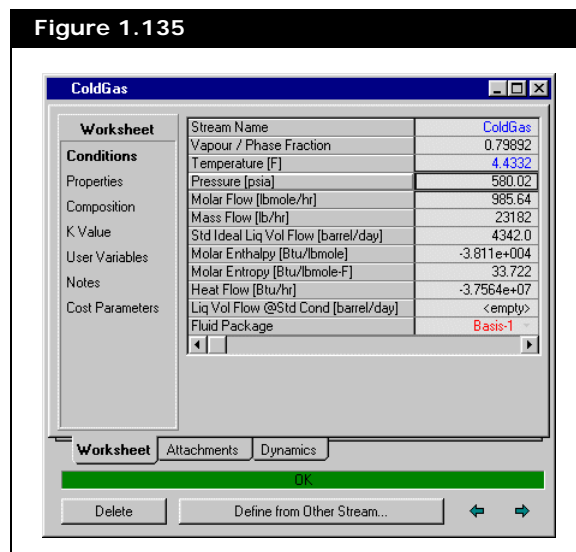 Figure 1.135
ColdGas
Worksheet
Conditions
Properties
Composition
K Value
User Variables
Notes
Cost Parameters
Stream Name ColdGas
Vapour / Phase Fraction 0.79892
Temperature [F] 4.4332
Pressure [psia] 580.02
Molar Flow [lbmole/hr] 985.64
Mass Flow [lb/hr] 23182
Std Ideal Liq Vol Flow [barrel/day] 4342.0
Molar Enthalpy [Btu/lbmole] -3.811e+004
Molar Entropy [Btu/lbmole-F] 33.722
Heat Flow [Btu/hr] -3.7564e+07
Liq Vol Flow @Std Cond [barrel/day] <empty>
Fluid Package Basis-1
Worksheet Attachments Dynamics
OK
Delete Define from Other Stream...